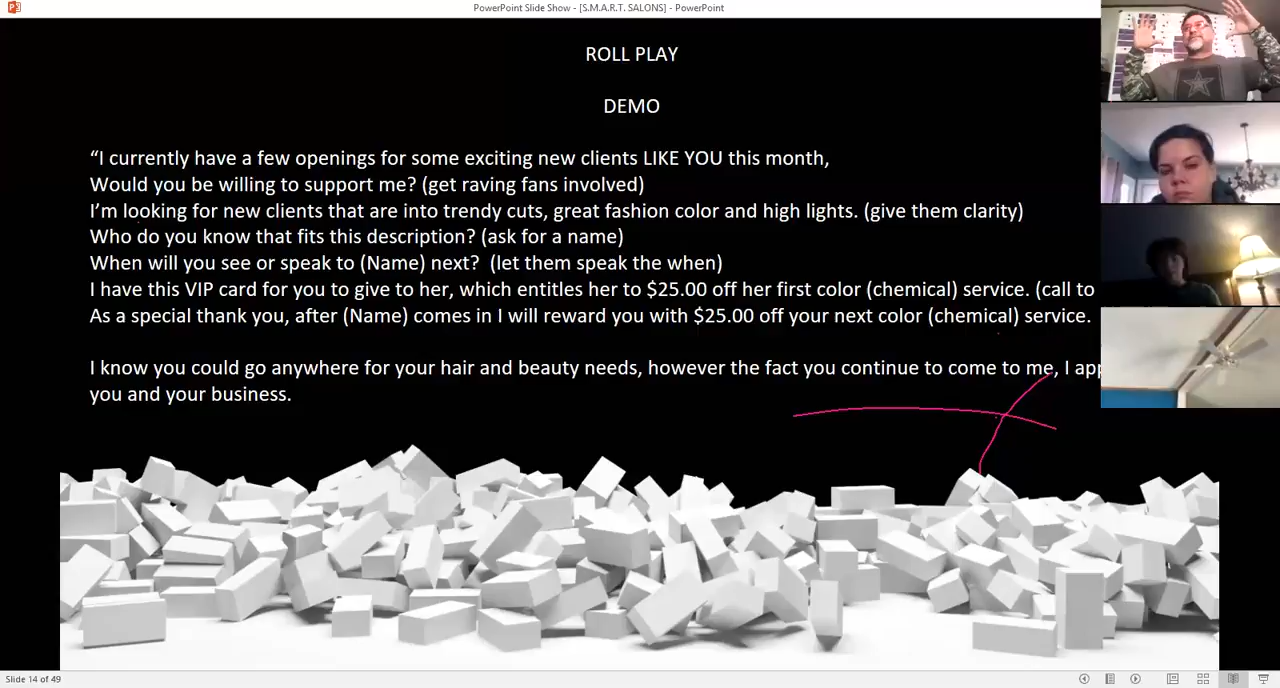 PowerPoint Slide Show - [S.M.A.R.T. SALONS] - PowerPoint
ROLL PLAY
DEMO
“I currently have a few openings for some exciting new clients LIKE YOU this month,
Would you be willing to support me? (get raving fans involved)
I’m looking for new clients that are into trendy cuts, great fashion color and high lights. (give them clarity)
Who do you know that fits this description? (ask for a name)
When will you see or speak to (Name) next?  (let them speak the when)
I have this VIP card for you to give to her, which entitles her to $25.00 off her first color (chemical) service. (call to
As a special thank you, after (Name) comes in I will reward you with $25.00 off your next color (chemical) service.
I know you could go anywhere for your hair and beauty needs, however the fact you continue to come to me, I app
you and your business.
Slide 14 of 49